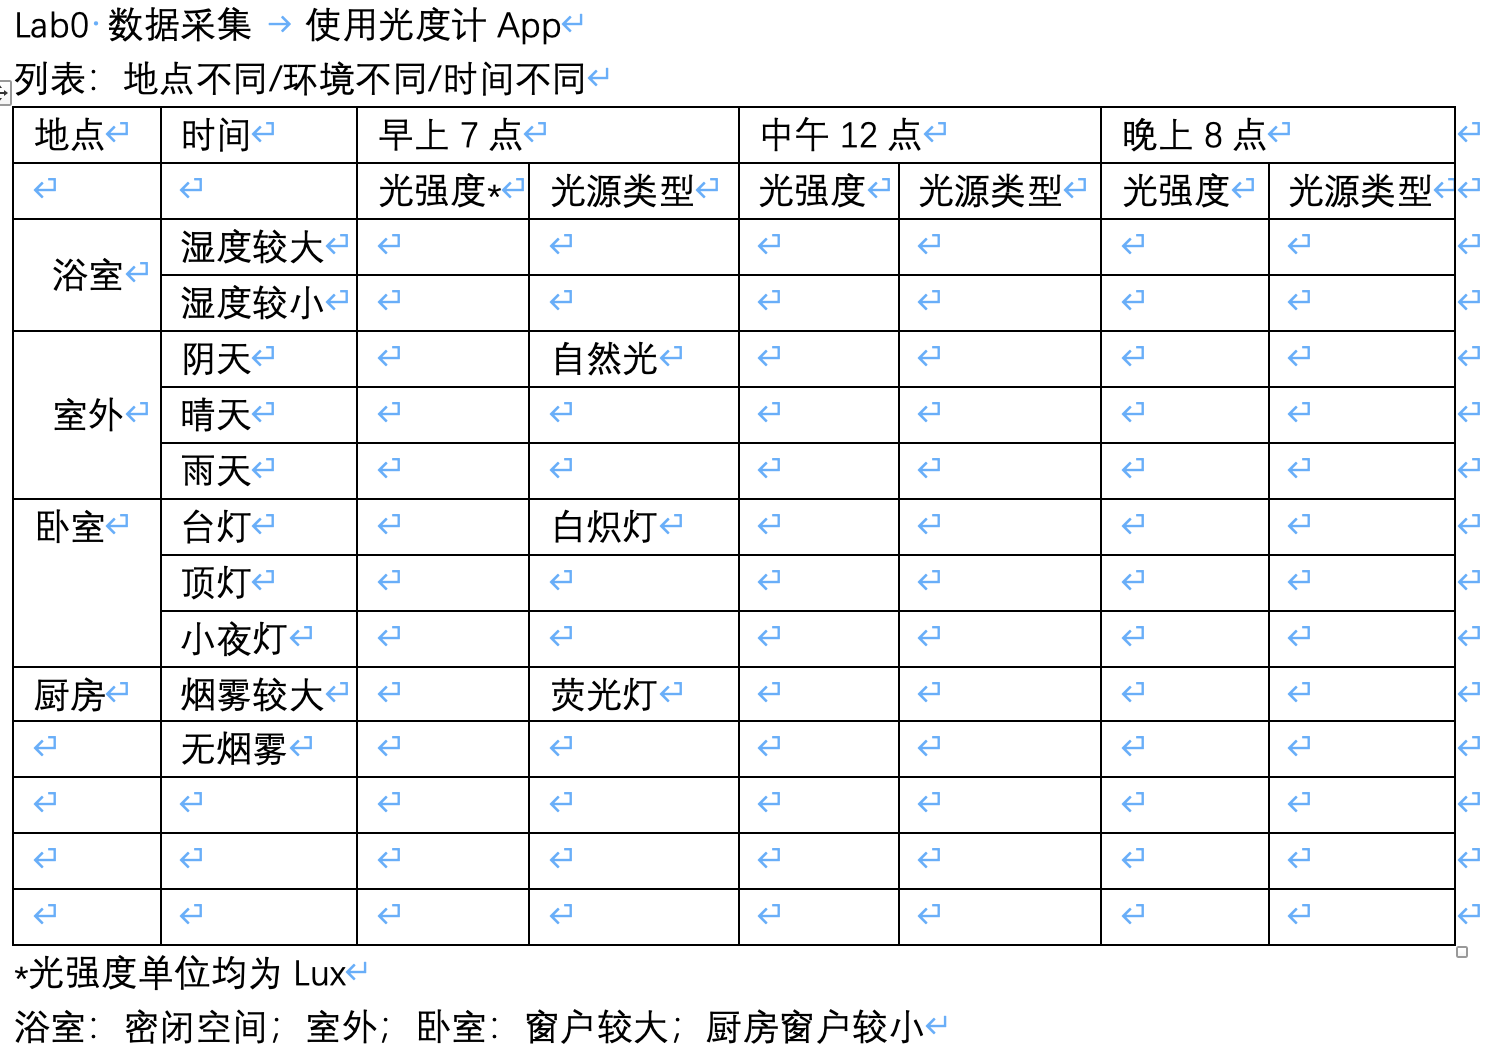 Lab0 数据采集 → 使用光度计 App
列表：地点不同/环境不同/时间不同
地点 时间 早上 7 点 中午 12 点 晚上 8 点
光强度* 光源类型 光强度 光源类型 光强度 光源类型
浴室 湿度较大
湿度较小
室外 阴天 自然光
晴天
雨天
卧室 台灯 白炽灯
顶灯
小夜灯
厨房 烟雾较大 荧光灯
无烟雾
*光强度单位均为 Lux
浴室：密闭空间；室外；卧室：窗户较大；厨房窗户较小